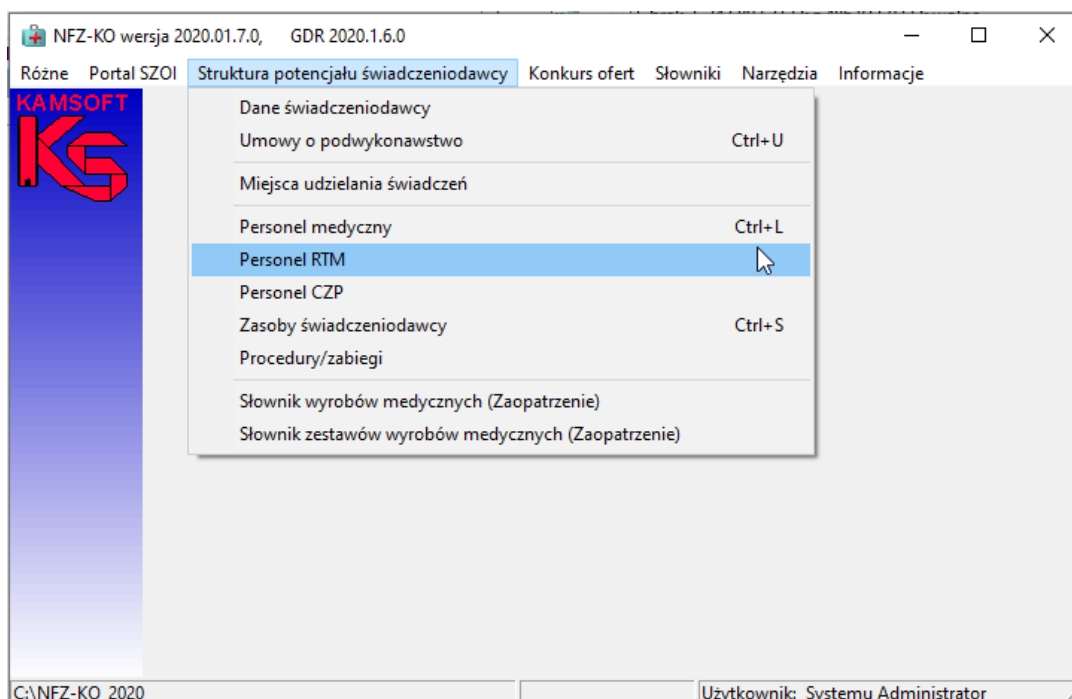 NFZ-KO wersja 2020.01.7.0, GDR 2020.1.6.0
Różne Portal SZOI Struktura potencjału świadczeniodawcy Konkurs ofert Słowniki Narzędzia Informacje
KAMSOFT
KS
Dane świadczeniodawcy
Umowy o podwykonawstwo Ctrl+U
Miejsca udzielania świadczeń
Personel medyczny Ctrl+L
Personel RTM
Personel CZP
Zasoby świadczeniodawcy Ctrl+S
Procedury/zabiegi
Słownik wyrobów medycznych (Zaopatrzenie)
Słownik zestawów wyrobów medycznych (Zaopatrzenie)
C:\NFZ-KO_2020 Użytkownik: Systemu Administrator